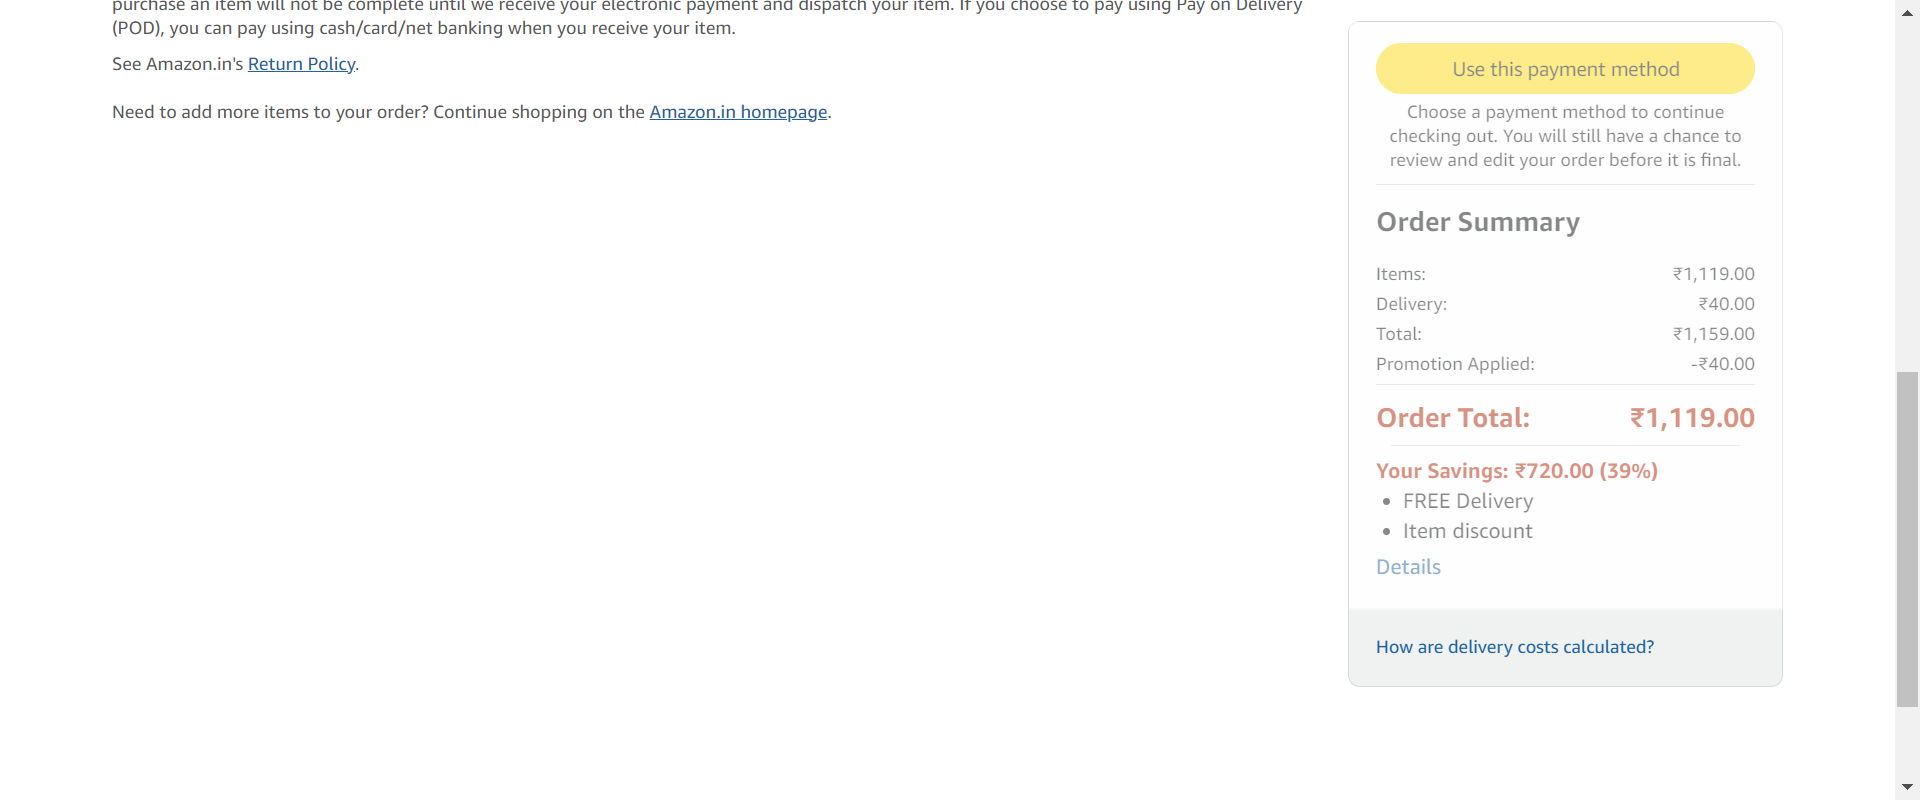 purchase an item will not be complete until we receive your electronic payment and dispatch your item. If you choose to pay using Pay on Delivery
(POD), you can pay using cash/card/net banking when you receive your item.
See Amazon.in's Return Policy.
Need to add more items to your order? Continue shopping on the Amazon.in homepage.
Use this payment method
Choose a payment method to continue
checking out. You will still have a chance to
review and edit your order before it is final.
Order Summary
Items: ₹1,119.00
Delivery: ₹40.00
Total: ₹1,159.00
Promotion Applied: -₹40.00
Order Total: ₹1,119.00
Your Savings: ₹720.00 (39%)
• FREE Delivery
• Item discount
Details
How are delivery costs calculated?